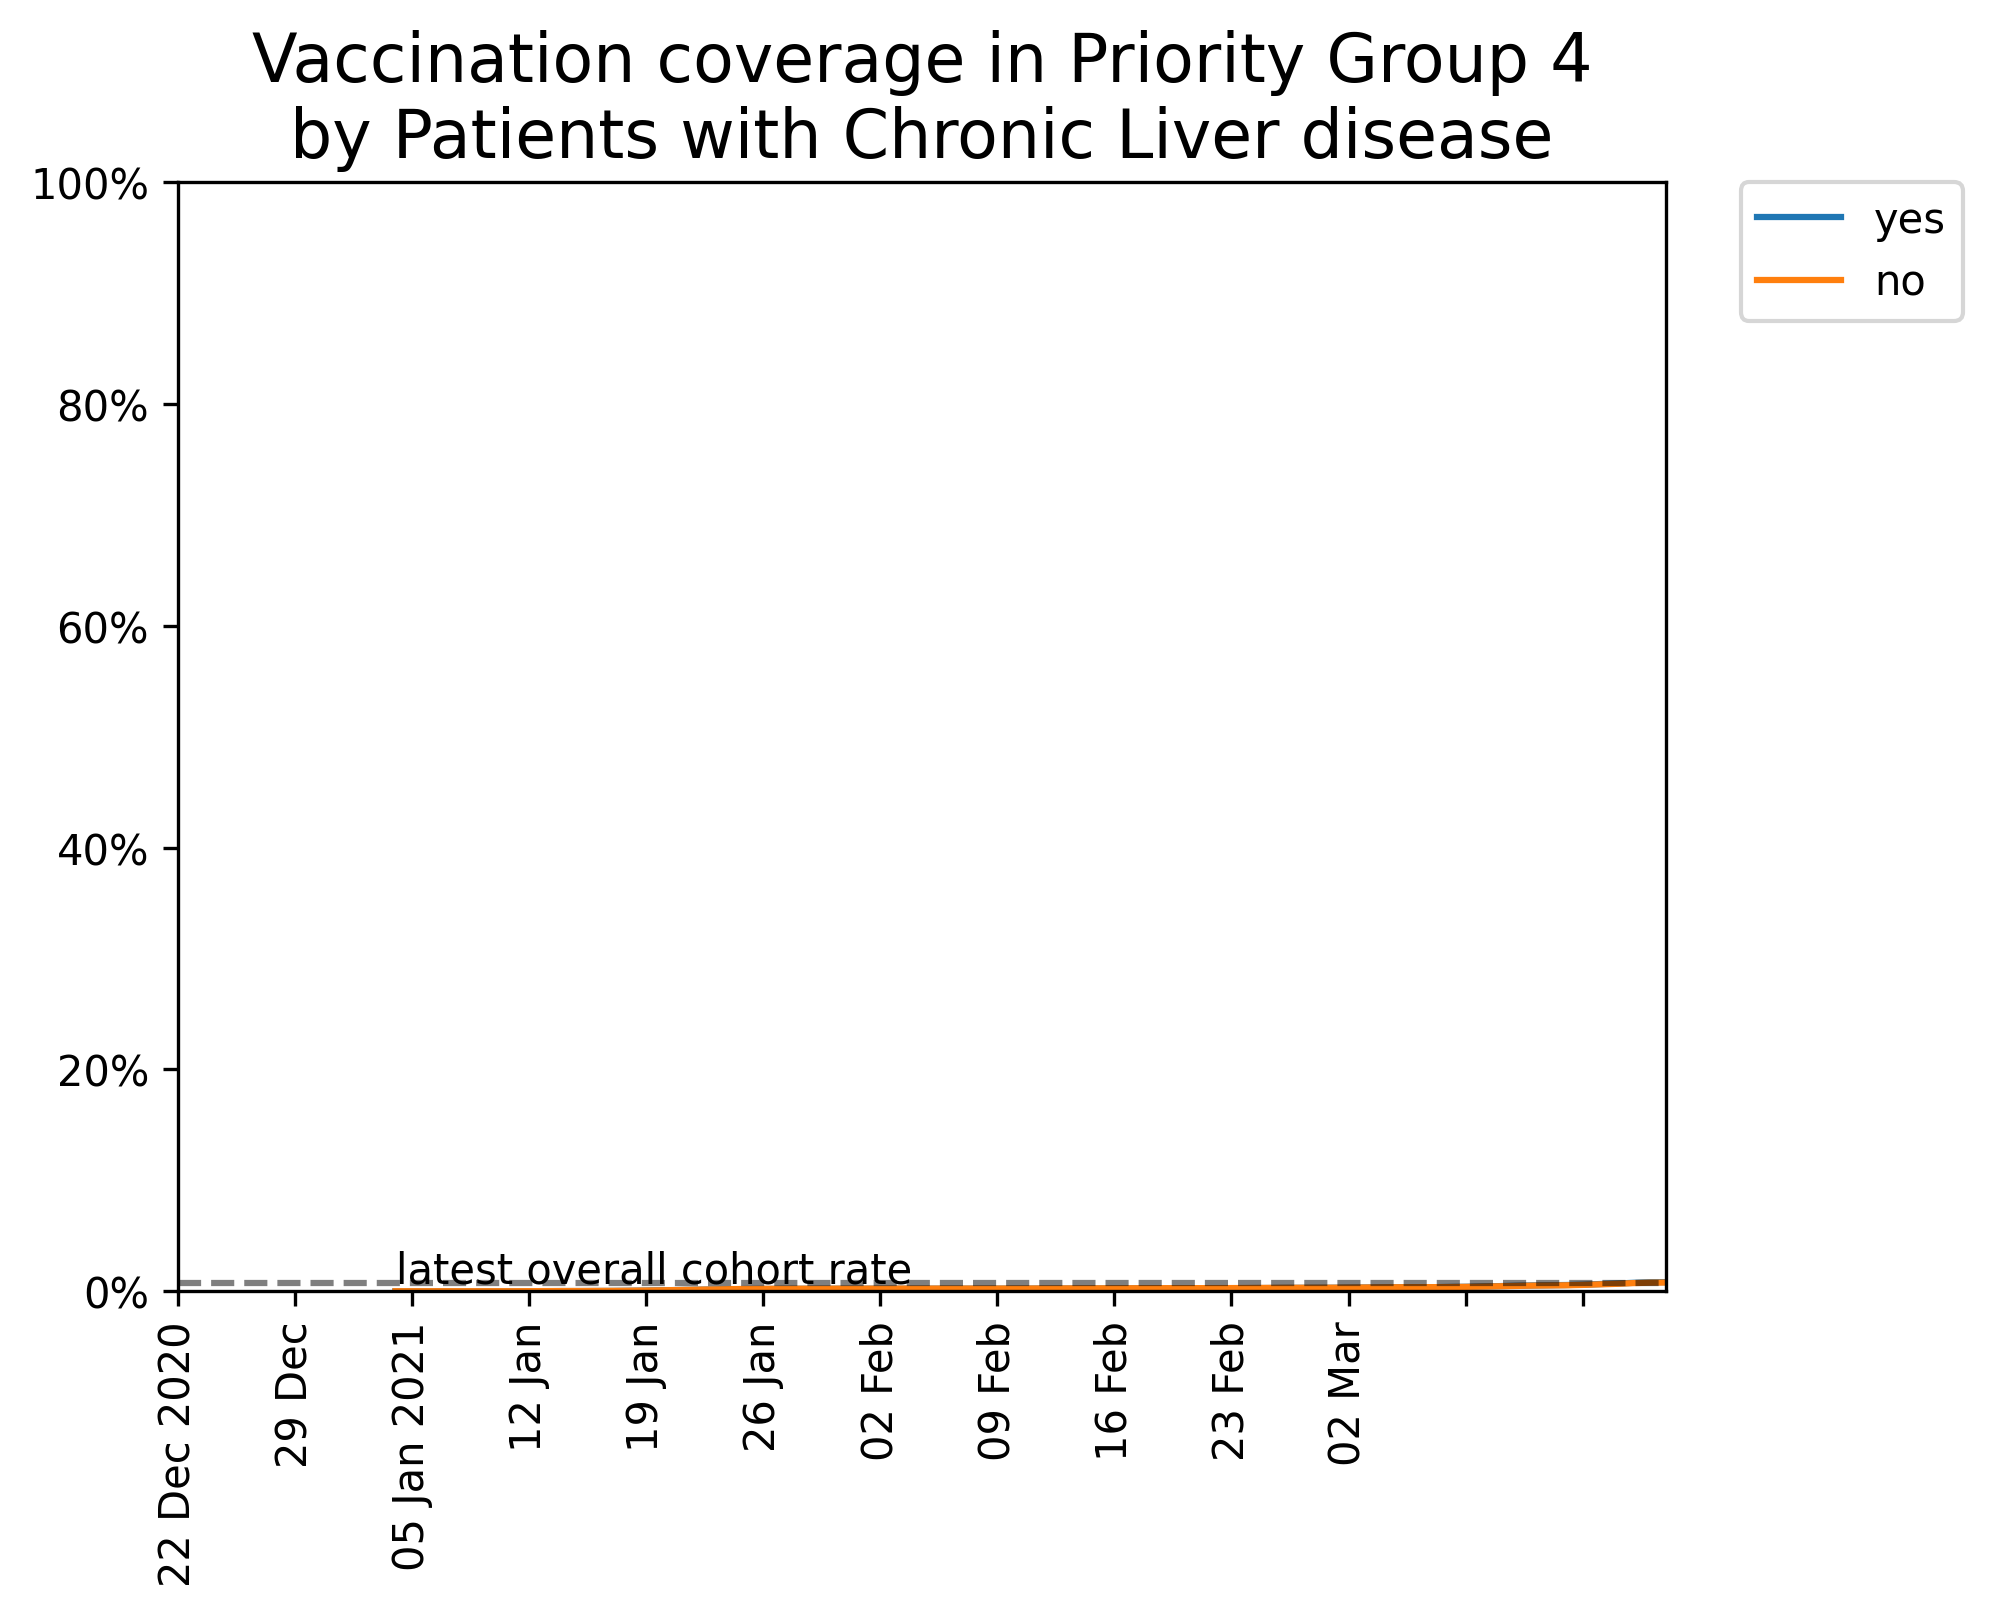 Vaccination coverage in Priority Group 4
by Patients with Chronic Liver disease
100%
80%
60%
40%
20%
0%
latest overall cohort rate
22 Dec 2020
29 Dec
05 Jan 2021
12 Jan
19 Jan
26 Jan
02 Feb
09 Feb
16 Feb
23 Feb
02 Mar
yes
no